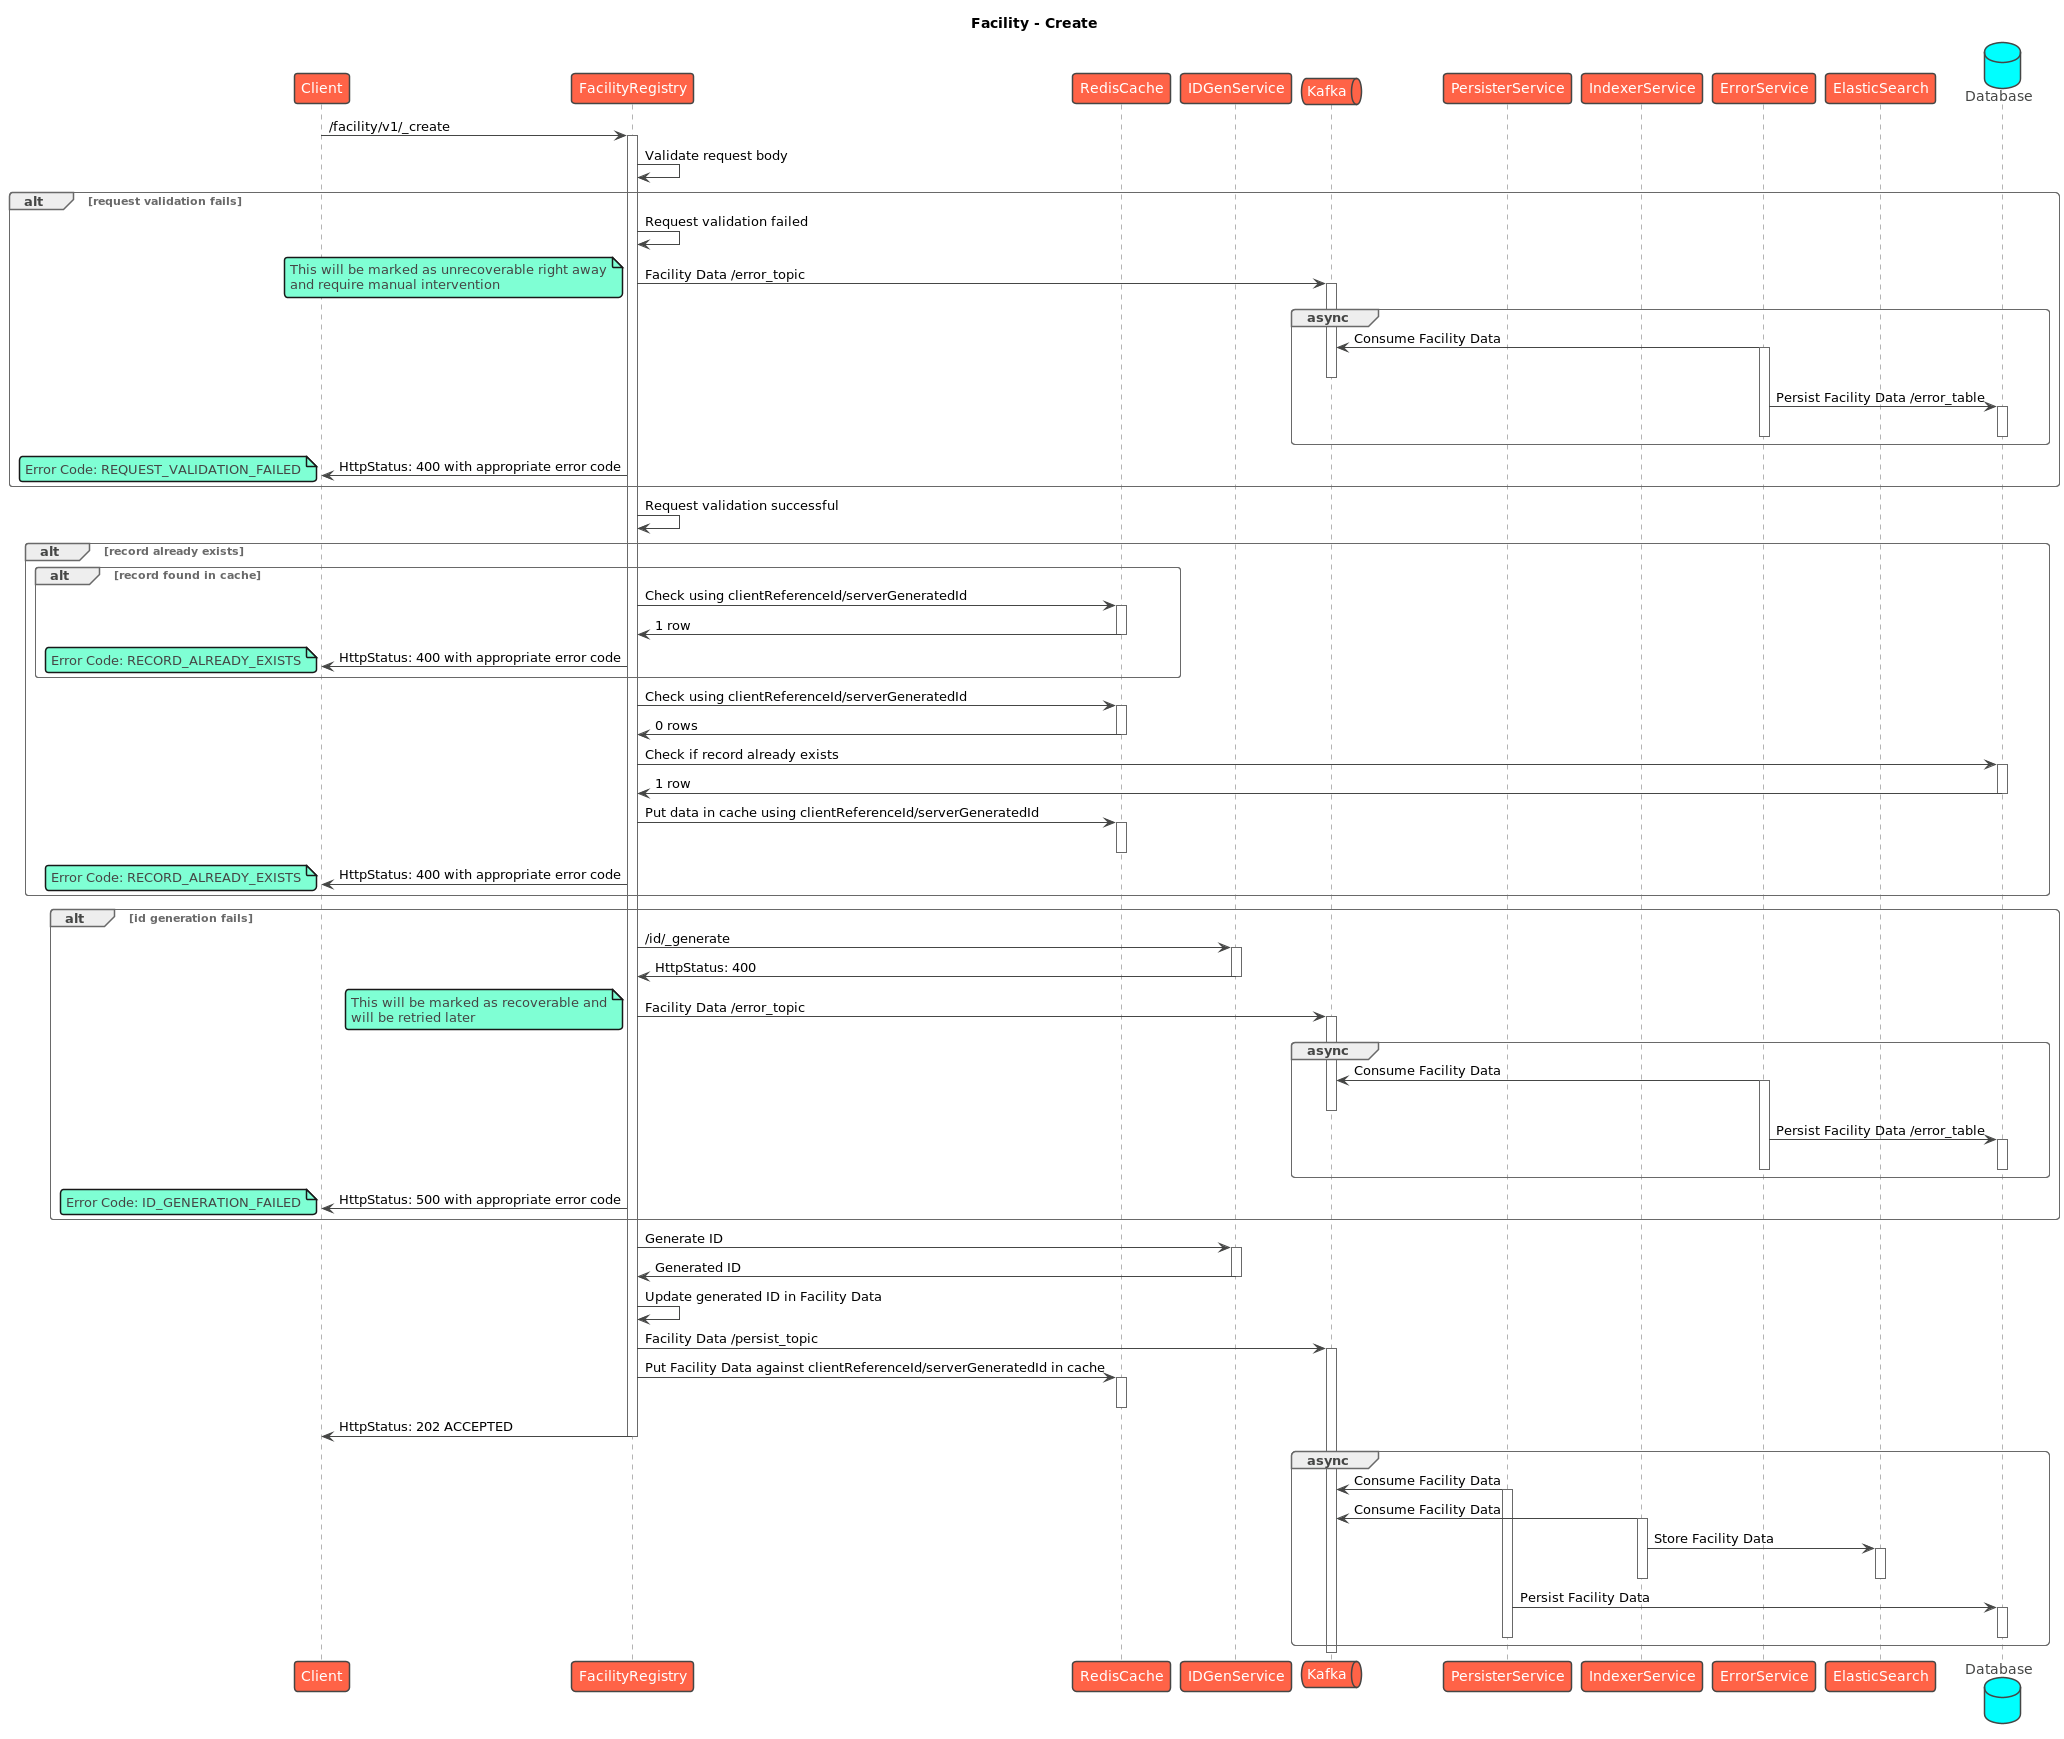 Facility - Create
Client
FacilityRegistry
RedisCache
IDGenService
Kafka
PersisterService
IndexerService
ErrorService
ElasticSearch
Database
/facility/v1/_create
Validate request body
alt [request validation fails]
Request validation failed
This will be marked as unrecoverable right away
and require manual intervention
Facility Data /error_topic
async
Consume Facility Data
Persist Facility Data /error_table
Error Code: REQUEST_VALIDATION_FAILED
HttpStatus: 400 with appropriate error code
Request validation successful
alt [record already exists]
alt [record found in cache]
Check using clientReferenceId/serverGeneratedId
1 row
Error Code: RECORD_ALREADY_EXISTS
HttpStatus: 400 with appropriate error code
Check using clientReferenceId/serverGeneratedId
0 rows
Check if record already exists
1 row
Put data in cache using clientReferenceId/serverGeneratedId
Error Code: RECORD_ALREADY_EXISTS
HttpStatus: 400 with appropriate error code
alt [id generation fails]
/id/_generate
HttpStatus: 400
This will be marked as recoverable and
will be retried later
Facility Data /error_topic
async
Consume Facility Data
Persist Facility Data /error_table
Error Code: ID_GENERATION_FAILED
HttpStatus: 500 with appropriate error code
Generate ID
Generated ID
Update generated ID in Facility Data
Facility Data /persist_topic
Put Facility Data against clientReferenceId/serverGeneratedId in cache
HttpStatus: 202 ACCEPTED
async
Consume Facility Data
Consume Facility Data
Store Facility Data
Persist Facility Data
Client
FacilityRegistry
RedisCache
IDGenService
Kafka
PersisterService
IndexerService
ErrorService
ElasticSearch
Database